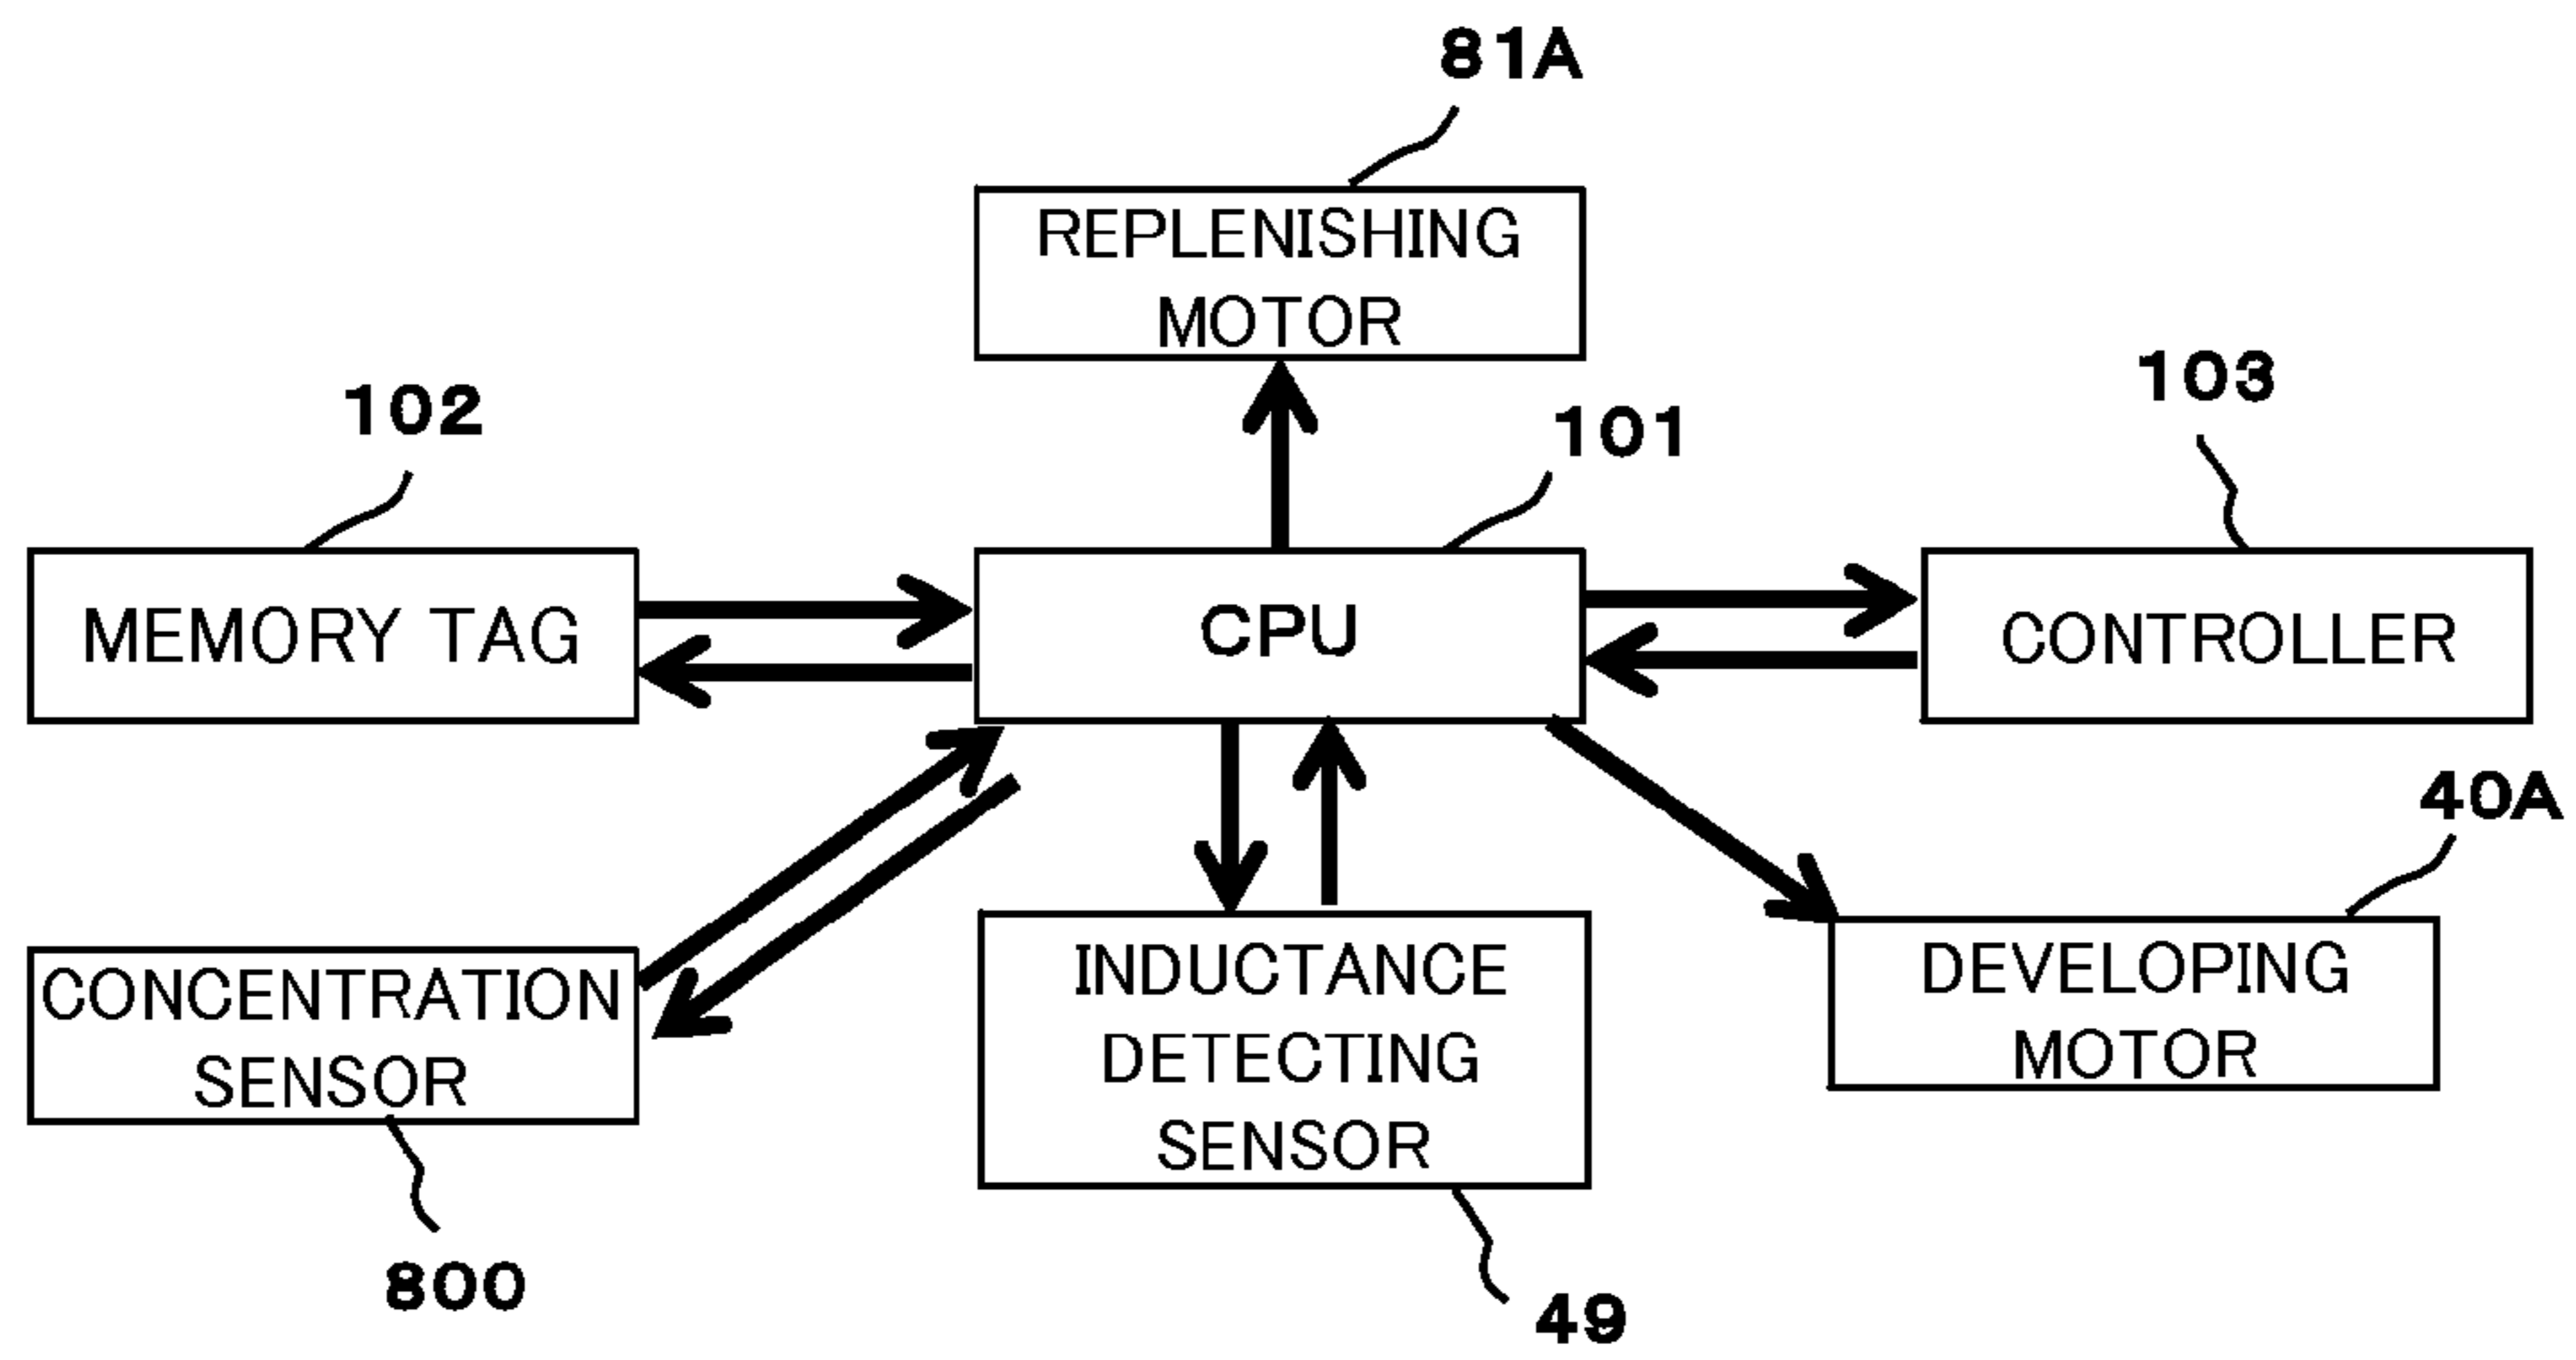 81A
REPLENISHING
MOTOR
102
101
103
MEMORY TAG
CPU
CONTROLLER
40A
CONCENTRATION
SENSOR
INDUCTANCE
DETECTING
SENSOR
DEVELOPING
MOTOR
800
49